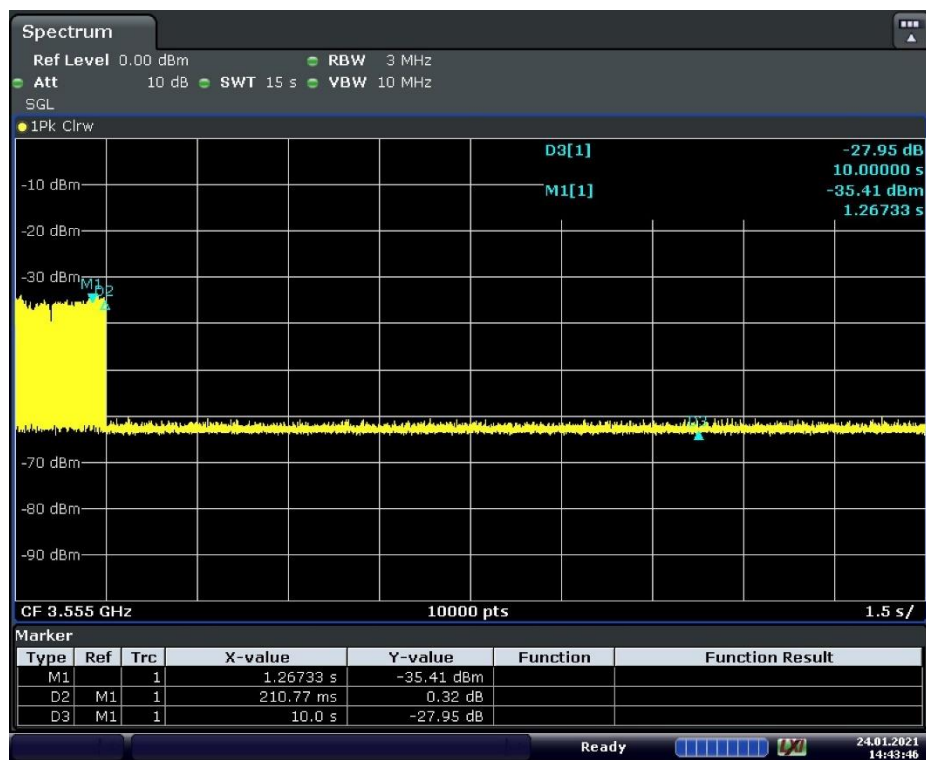 Spectrum
Ref Level 0.00 dBm RBW 3 MHz
Att 10 dB SWT 15 s VBW 10 MHz
SGL
1Pk Clrw
D3[1] -27.95 dB
10.00000 s
-10 dBm M1[1] -35.41 dBm
1.26733 s
-20 dBm
-30 dBm
M1
D2
D3
-70 dBm
-80 dBm
-90 dBm
CF 3.555 GHz 10000 pts 1.5 s/
Marker
Type Ref Trc X-value Y-value Function Function Result
M1 1 1.26733 s -35.41 dBm
D2 M1 1 210.77 ms 0.32 dB
D3 M1 1 10.0 s -27.95 dB
Ready LXI 24.01.2021
14:43:46